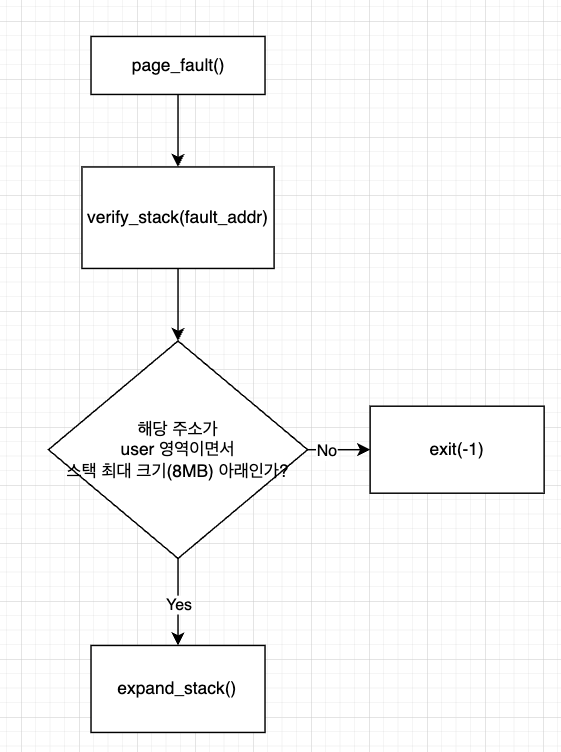 page_fault()
verify_stack(fault_addr)
해당 주소가
user 영역이면서
스택 최대 크기(8MB) 아래인가?
No
exit(-1)
Yes
expand_stack()